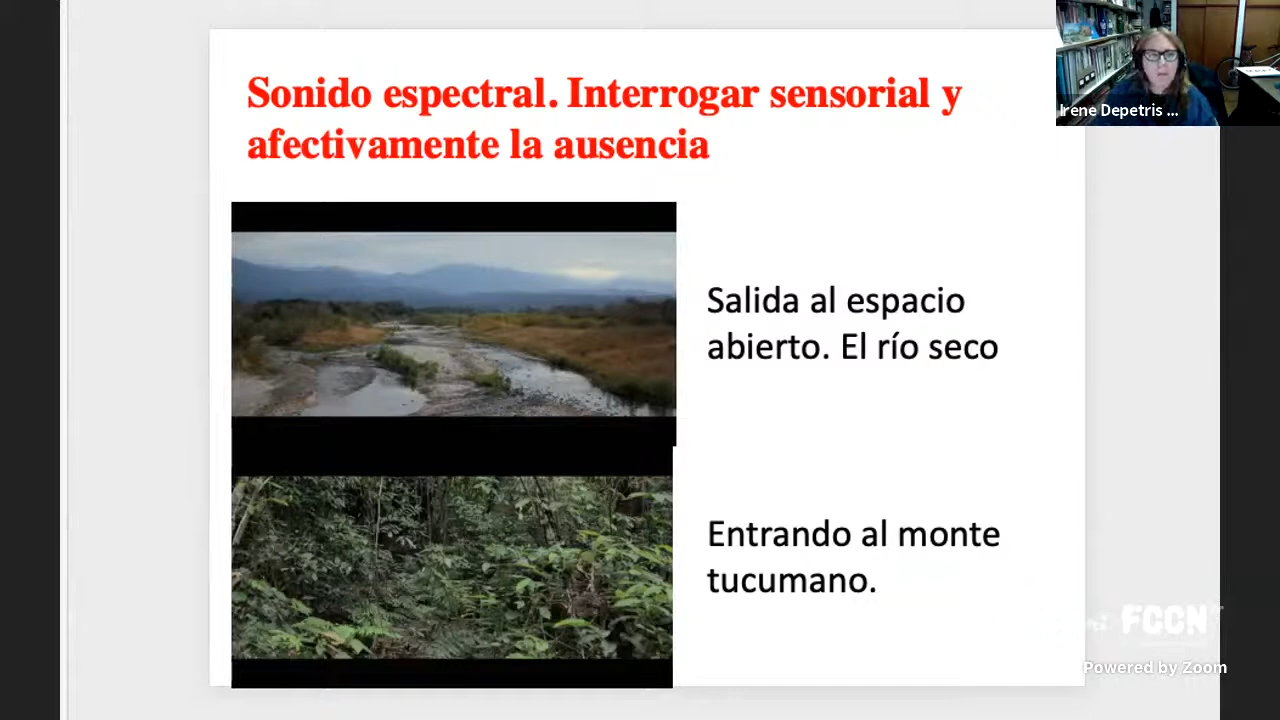 Sonido espectral. Interrogar sensorial y
afectivamente la ausencia
Irene Depetris ...
Salida al espacio
abierto. El río seco
Entrando al monte
tucumano.
FCCN
Powered by Zoom